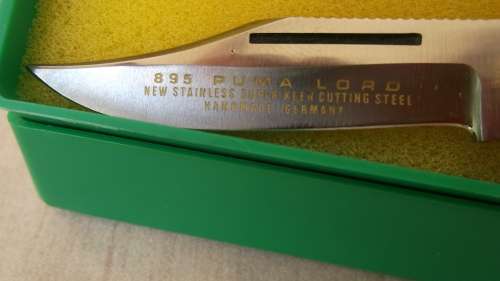 895 PUMA LORD
NEW STAINLESS SUPER KEEN CUTTING STEEL
HANDMADE GERMANY